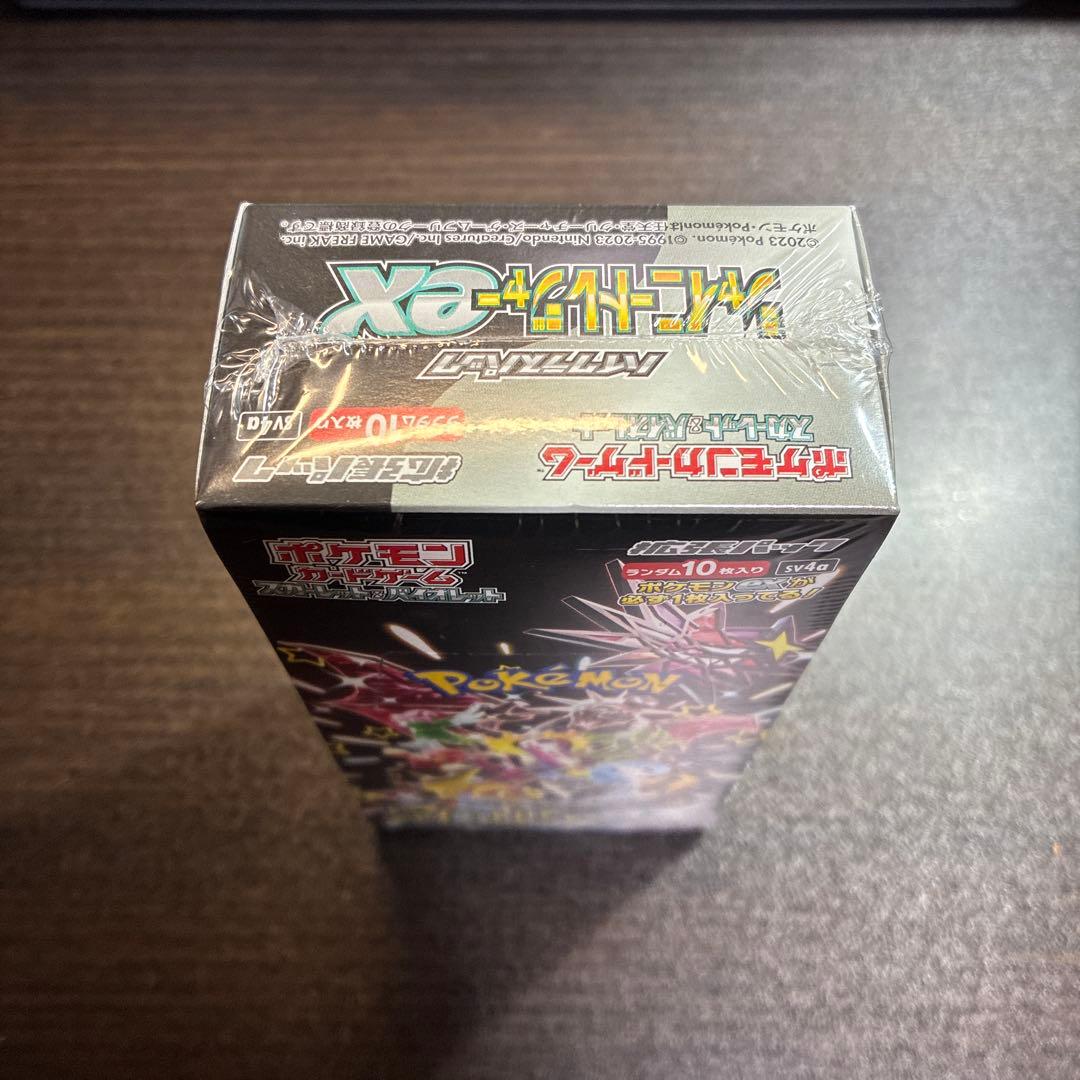 ポケモンカードゲーム™
スカーレット&バイオレット
拡張パック
ランダム10枚入り
sv4a
ハイクラスパック
シャイニートレジャーex
©2023 Pokémon. ©1995-2023 Nintendo/Creatures Inc./GAME FREAK inc.
ポケモン・Pokémonは任天堂・クリーチャーズ・ゲームフリークの登録商標です。
ポケモン
カードゲーム
スカーレット&バイオレット
拡張パック
ランダム10枚入り
sv4a
ポケモンexが
必ず1枚入ってる!
POKÉMON